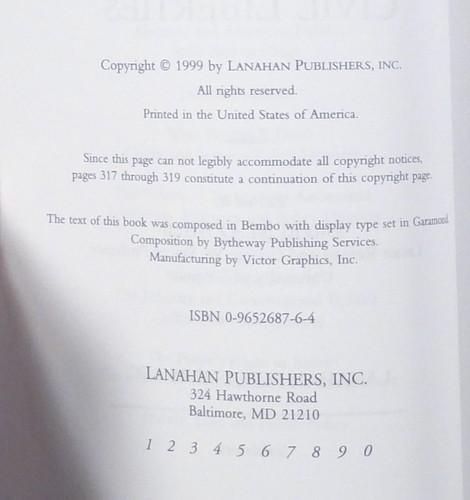 Copyright © 1999 by LANAHAN PUBLISHERS, INC.
All rights reserved.
Printed in the United States of America.
Since this page can not legibly accommodate all copyright notices,
pages 317 through 319 constitute a continuation of this copyright page.
The text of this book was composed in Bembo with display type set in Garamond.
Composition by Bytheway Publishing Services.
Manufacturing by Victor Graphics, Inc.
ISBN 0-9652687-6-4
LANAHAN PUBLISHERS, INC.
324 Hawthorne Road
Baltimore, MD 21210
1 2 3 4 5 6 7 8 9 0